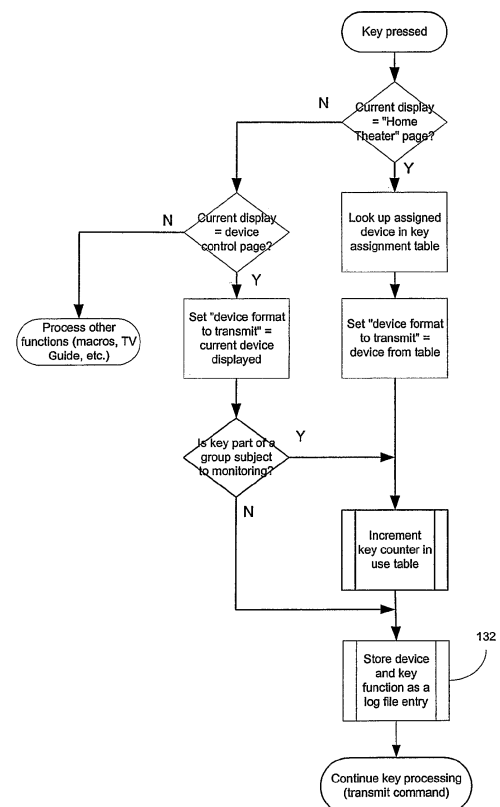 Key pressed
Current display
= "Home
Theater" page?
N
Y
Look up assigned
device in key
assignment table
Current display
= device
control page?
N
Y
Process other
functions (macros, TV
Guide, etc.)
Set "device format
to transmit" =
current device
displayed
Set "device format
to transmit" =
device from table
Is key part of a
group subject
to monitoring?
Y
N
Increment
key counter in
use table
Store device
and key
function as a
log file entry
132
Continue key processing
(transmit command)